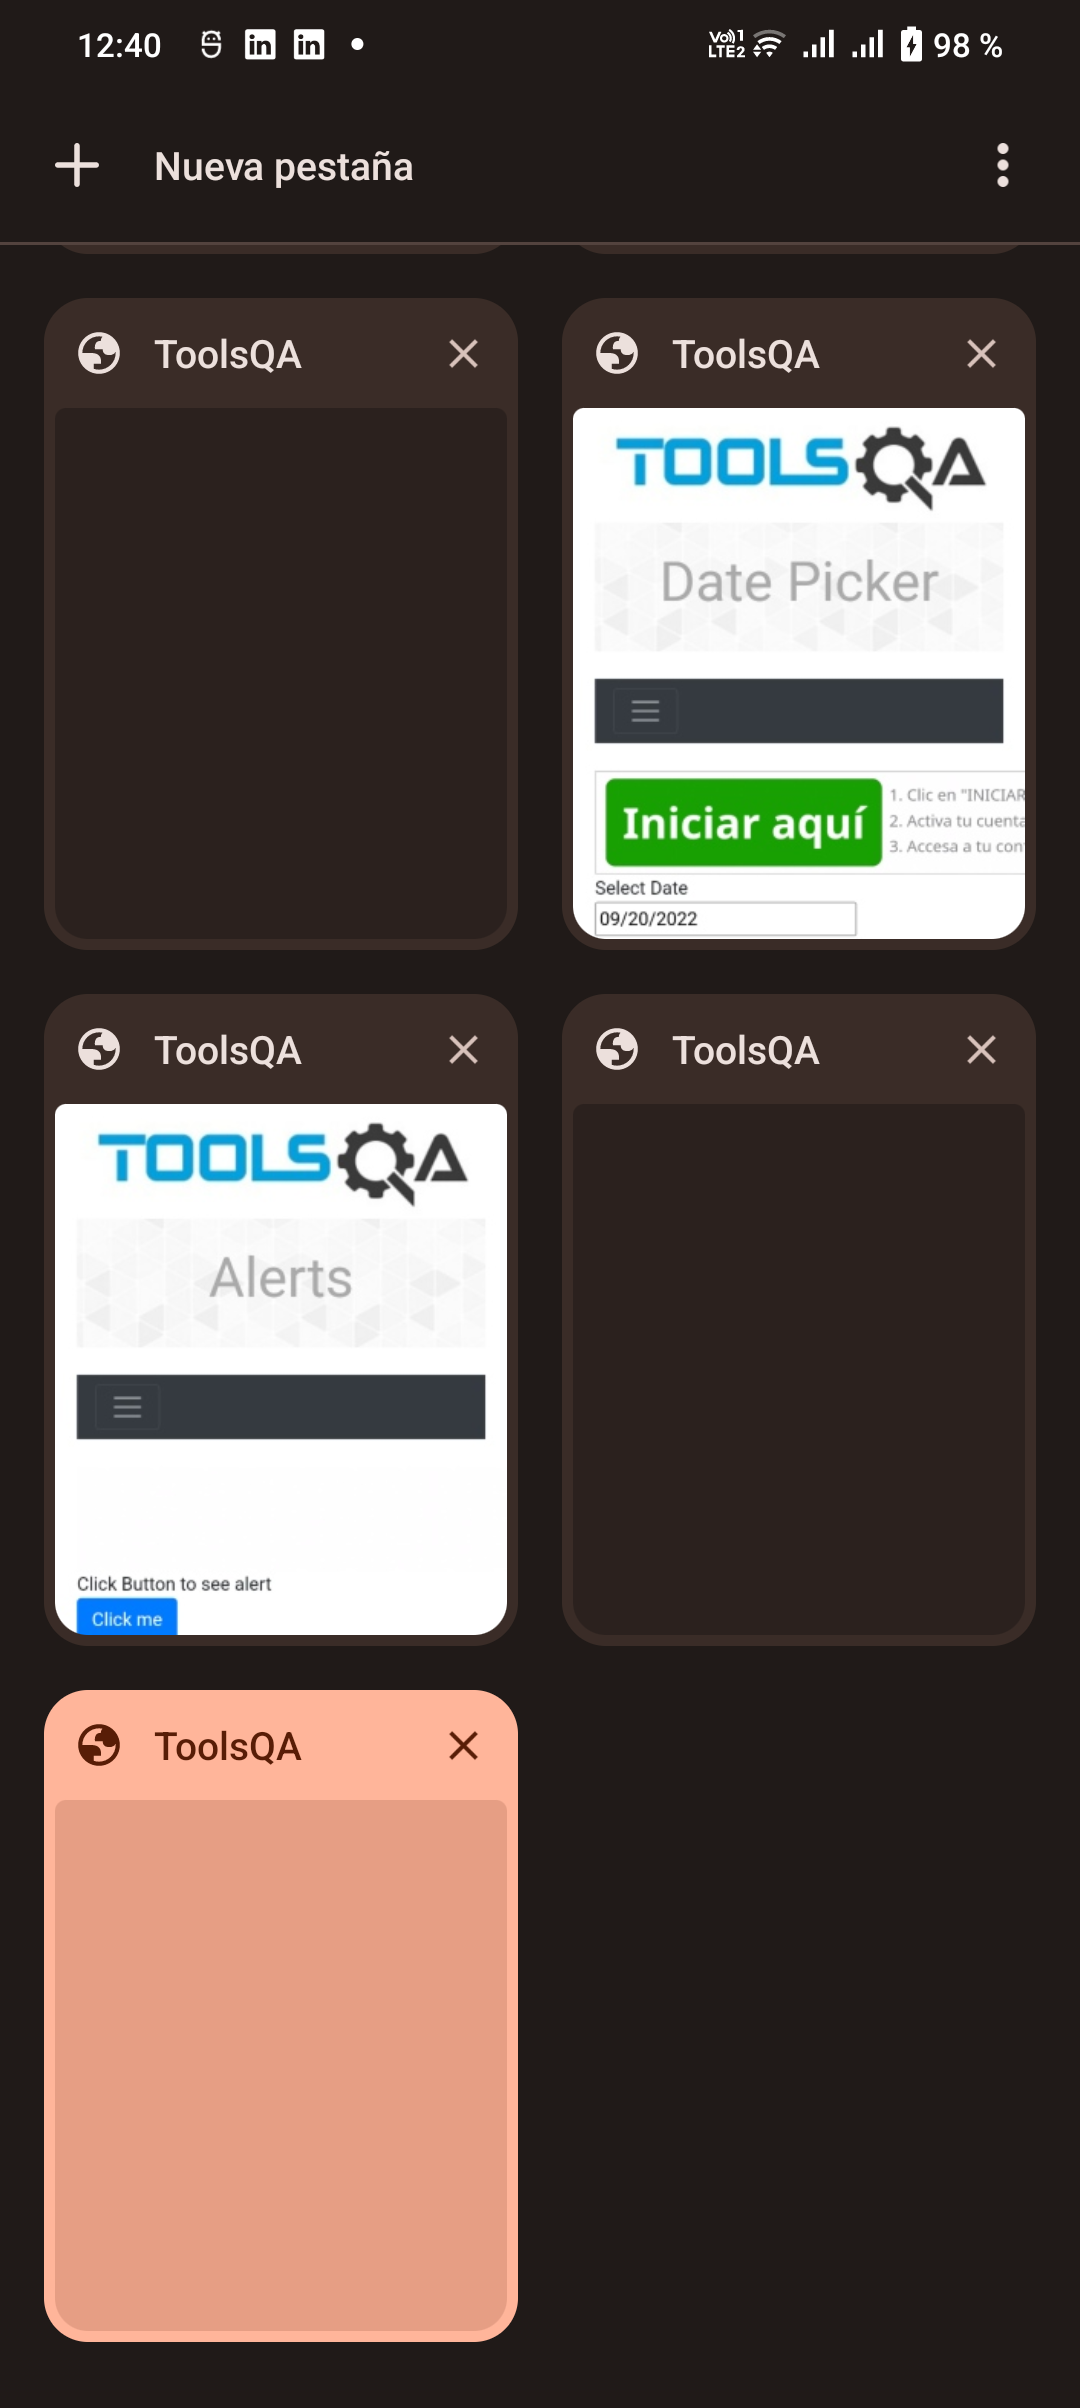 12:40
Vo)) 1
LTE2
98 %
Nueva pestaña
ToolsQA
ToolsQA
TOOLSQA
Date Picker
Iniciar aquí
1. Clic en "INICIAR
2. Activa tu cuenta
3. Accesa a tu con
Select Date
09/20/2022
ToolsQA
ToolsQA
TOOLSQA
Alerts
Click Button to see alert
Click me
ToolsQA